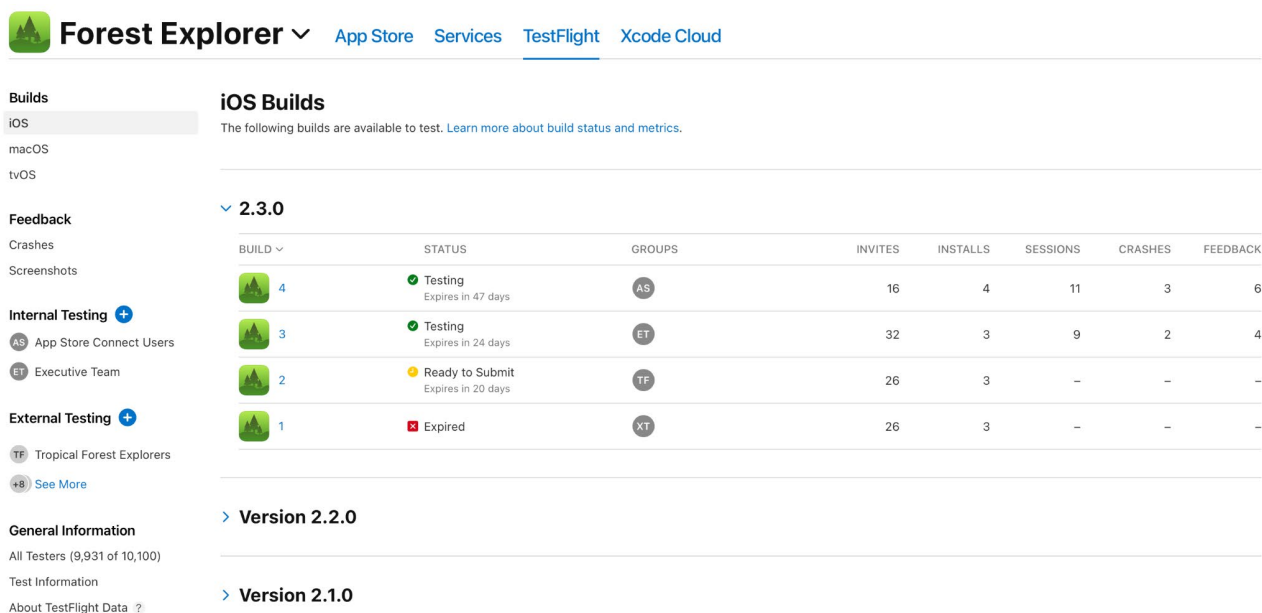 Forest Explorer App Store Services TestFlight Xcode Cloud
Builds
iOS
macOS
tvOS
Feedback
Crashes
Screenshots
Internal Testing
AS App Store Connect Users
ET Executive Team
External Testing
TF Tropical Forest Explorers
+8 See More
General Information
All Testers (9,931 of 10,100)
Test Information
About TestFlight Data ?
iOS Builds
The following builds are available to test. Learn more about build status and metrics.
2.3.0
BUILD STATUS GROUPS INVITES INSTALLS SESSIONS CRASHES FEEDBACK
4 Testing AS 16 4 11 3 6
Expires in 47 days
3 Testing ET 32 3 9 2 4
Expires in 24 days
2 Ready to Submit TF 26 3 – – –
Expires in 20 days
1 Expired XT 26 3 – – –
Version 2.2.0
Version 2.1.0